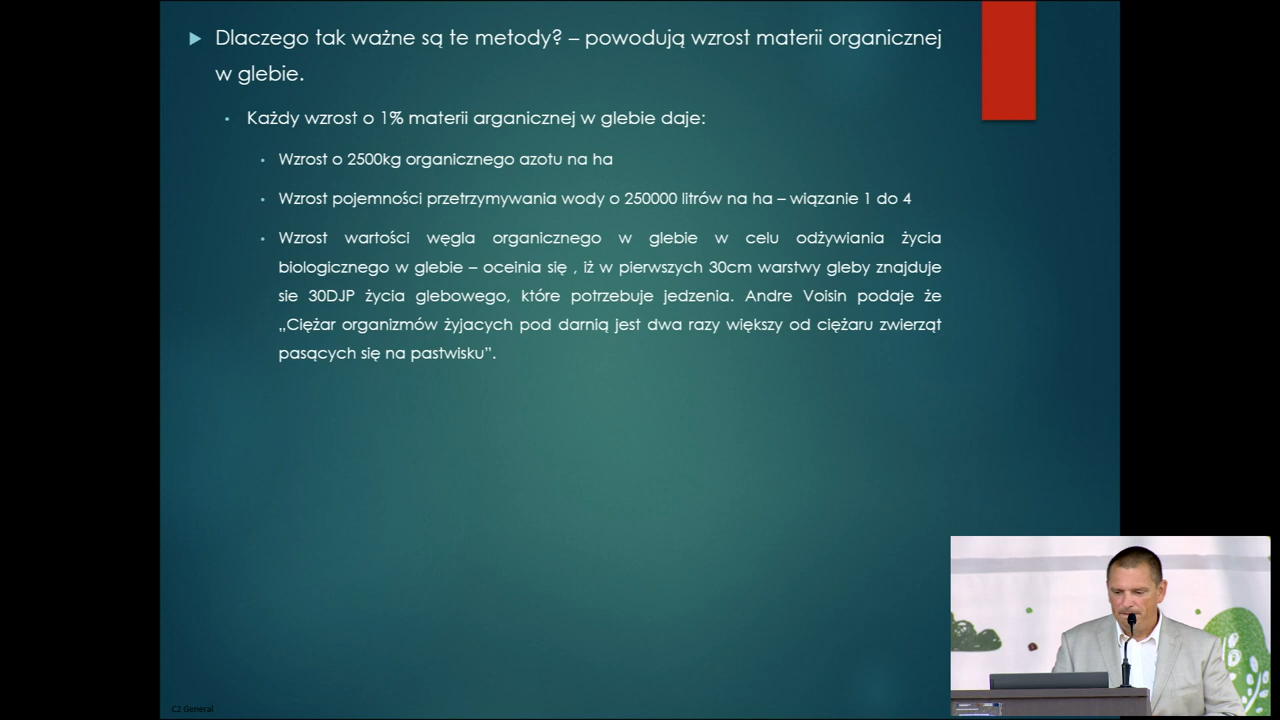 Dlaczego tak ważne są te metody? – powodują wzrost materii organicznej
w glebie.
Każdy wzrost o 1% materii arganicznej w glebie daje:
Wzrost o 2500kg organicznego azotu na ha
Wzrost pojemności przetrzymywania wody o 250000 litrów na ha – wiązanie 1 do 4
Wzrost wartości węgla organicznego w glebie w celu odżywiania życia
biologicznego w glebie – oceinia się , iż w pierwszych 30cm warstwy gleby znajduje
sie 30DJP życia glebowego, które potrzebuje jedzenia. Andre Voisin podaje że
„Ciężar organizmów żyjacych pod darnią jest dwa razy większy od ciężaru zwierząt
pasących się na pastwisku”.
C2 General